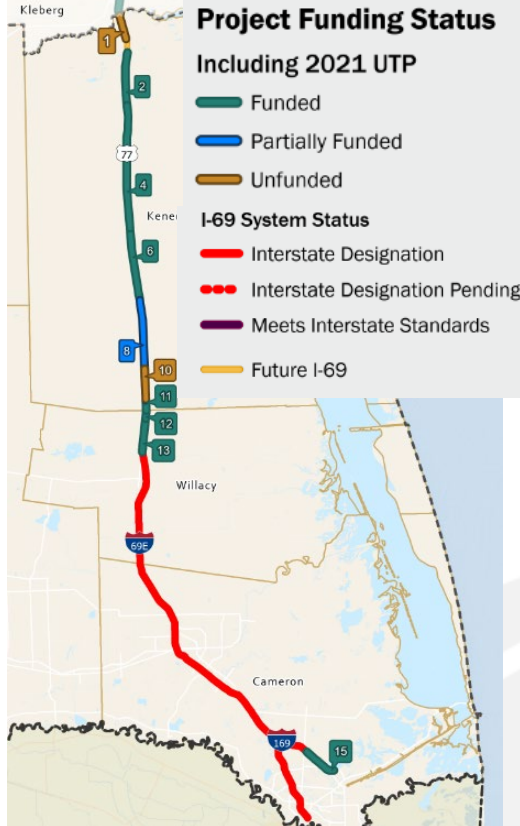 Kleberg
Project Funding Status
Including 2021 UTP
Funded
Partially Funded
Unfunded
I-69 System Status
Interstate Designation
Interstate Designation Pending
Meets Interstate Standards
Future I-69
1
2
77
4
Kene
6
8
10
11
12
13
Willacy
69E
Cameron
169
15